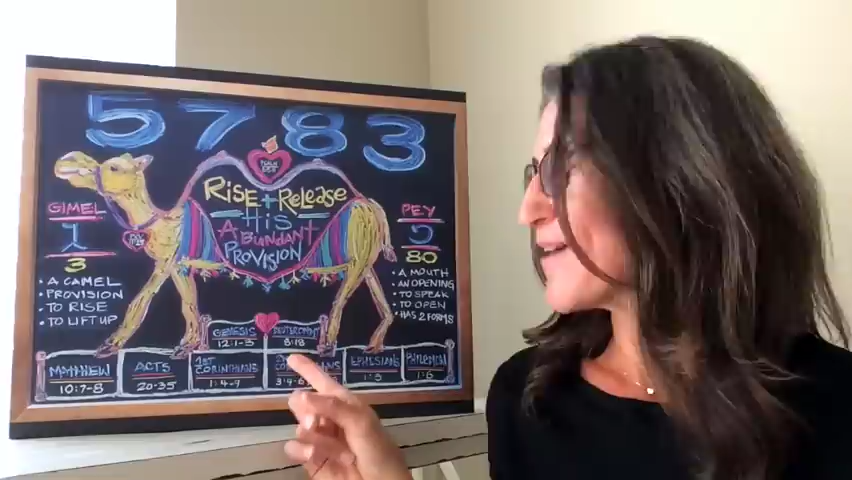 5783
RISE + RELEASE
HIS
ABUNDANT
PROVISION
GIMEL
ג
3
• A CAMEL
• PROVISION
• TO RISE
• TO LIFT UP
PEY
80
• A MOUTH
• AN OPENING
• TO SPEAK
• TO OPEN
• HAS 2 FORMS
GENESIS
12:1-3
DEUTERONOMY
8:18
MATTHEW
10:7-8
ACTS
20:35
1ST
CORINTHIANS
1:4-9
EPHESIANS
1:3
PHILEMON
1:6